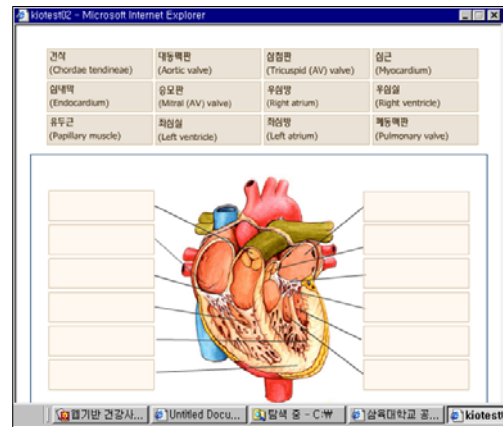 kiotest02 - Microsoft Internet Explorer
건삭 대동맥판 삼첨판 심근
(Chordae tendineae) (Aortic valve) (Tricuspid (AV) valve) (Myocardium)
심내막 승모판 우심방 우심실
(Endocardium) (Mitral (AV) valve) (Right atrium) (Right ventricle)
유두근 좌심실 좌심방 폐동맥판
(Papillary muscle) (Left ventricle) (Left atrium) (Pulmonary valve)
웹기반 건강사... Untitled Docu... 탐색 중 - C:₩ 삼육대학교 공... kiotest